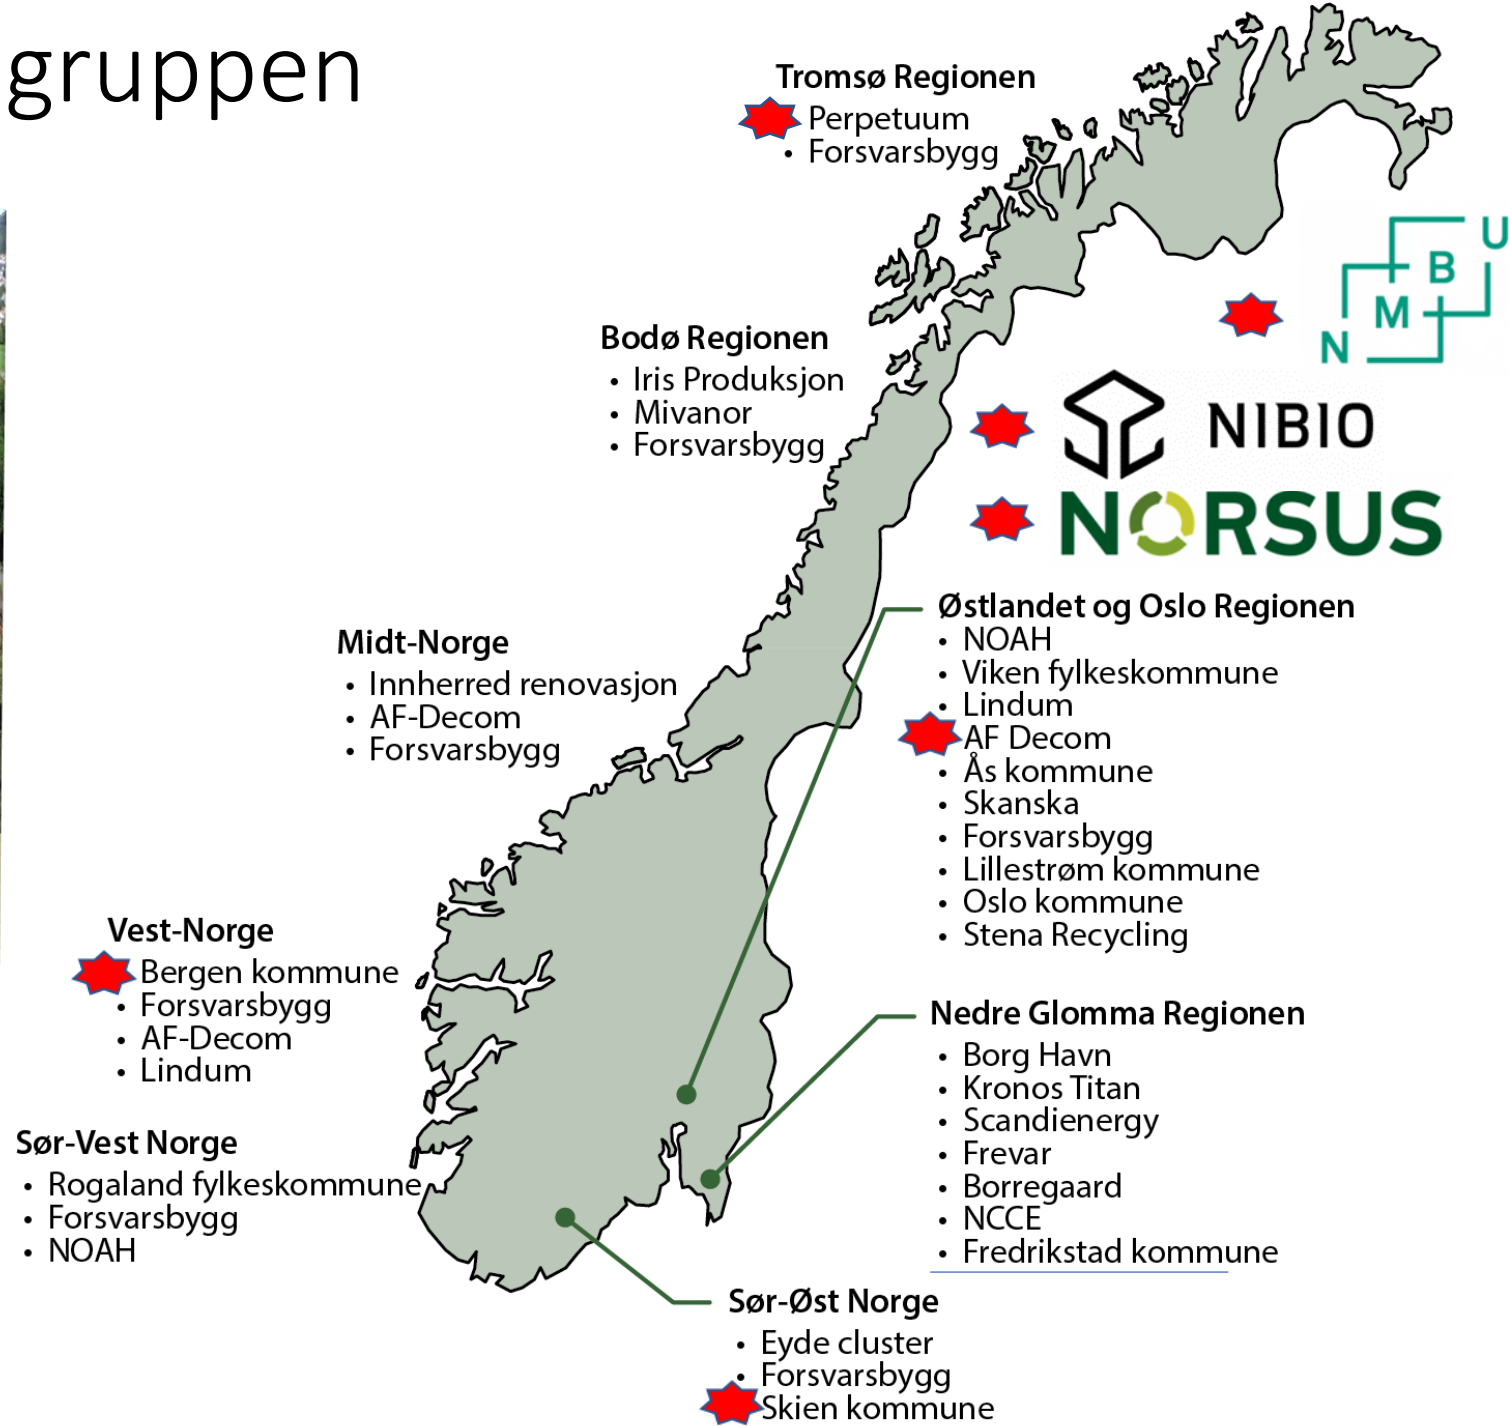 gruppen
Tromsø Regionen
Perpetuum
• Forsvarsbygg
N M B U
Bodø Regionen
• Iris Produksjon
• Mivanor
• Forsvarsbygg
NIBIO
NORSUS
Østlandet og Oslo Regionen
• NOAH
• Viken fylkeskommune
• Lindum
AF Decom
• Ås kommune
• Skanska
• Forsvarsbygg
• Lillestrøm kommune
• Oslo kommune
• Stena Recycling
Midt-Norge
• Innherred renovasjon
• AF-Decom
• Forsvarsbygg
Vest-Norge
Bergen kommune
• Forsvarsbygg
• AF-Decom
• Lindum
Nedre Glomma Regionen
• Borg Havn
• Kronos Titan
• Scandienergy
• Frevar
• Borregaard
• NCCE
• Fredrikstad kommune
Sør-Vest Norge
• Rogaland fylkeskommune
• Forsvarsbygg
• NOAH
Sør-Øst Norge
• Eyde cluster
• Forsvarsbygg
Skien kommune